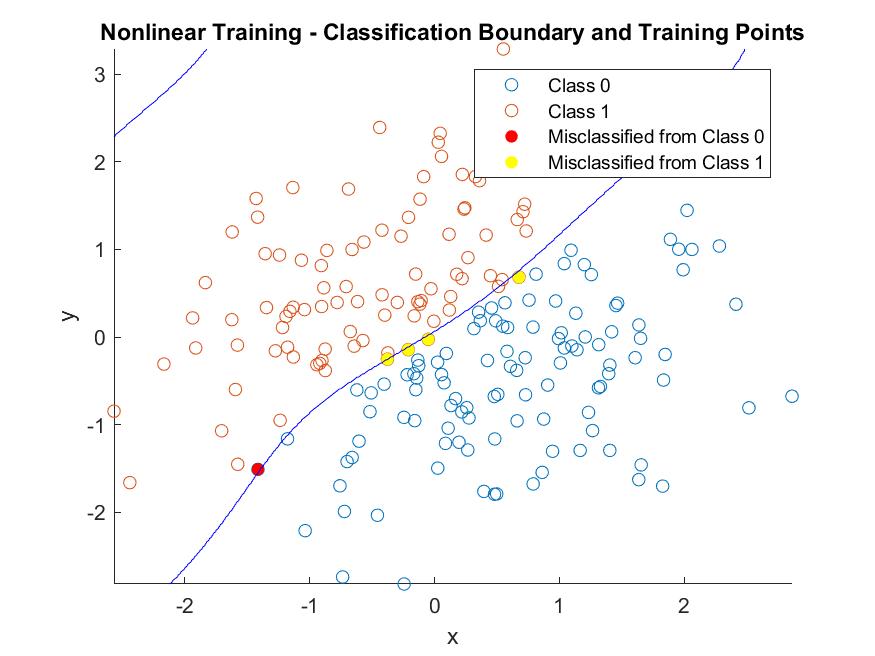 Nonlinear Training - Classification Boundary and Training Points
Class 0
Class 1
Misclassified from Class 0
Misclassified from Class 1
3
2
1
0
-1
-2
y
-2
-1
0
1
2
x